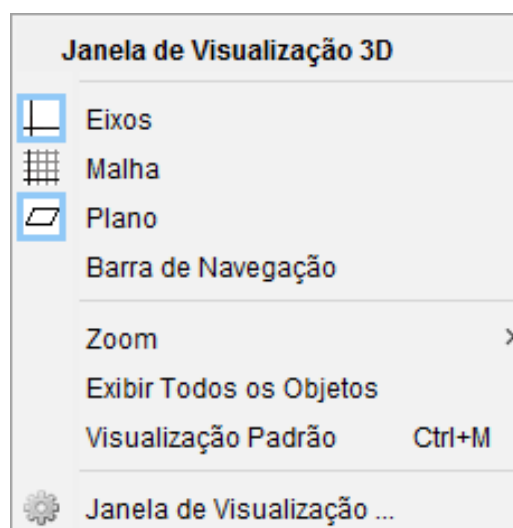 Janela de Visualização 3D
Eixos
Malha
Plano
Barra de Navegação
Zoom
Exibir Todos os Objetos
Visualização Padrão Ctrl+M
Janela de Visualização ...